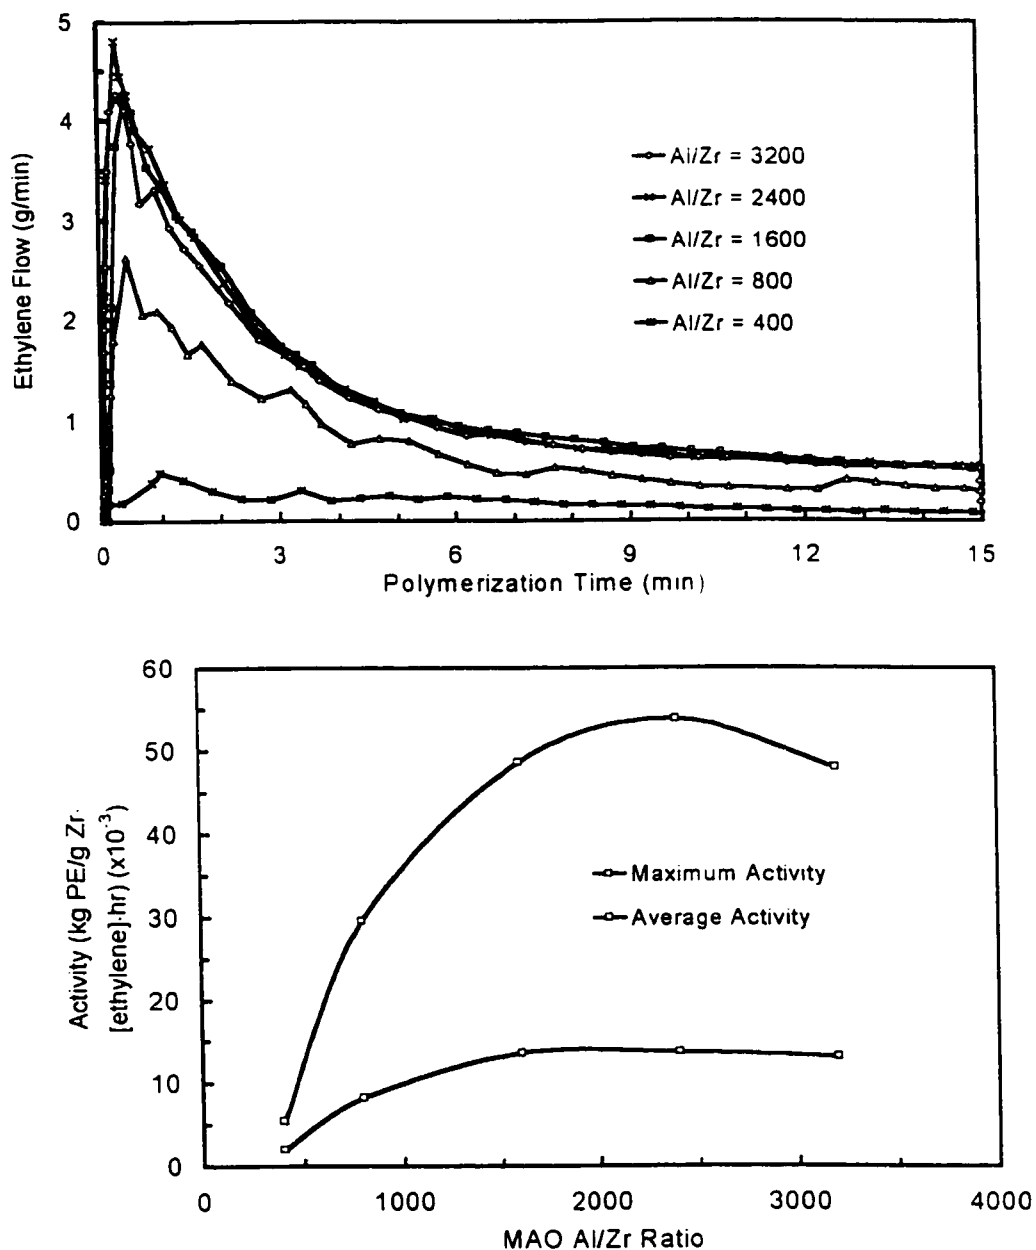 5
4
3
2
1
0
Ethylene Flow (g/min)
Al/Zr = 3200
Al/Zr = 2400
Al/Zr = 1600
Al/Zr = 800
Al/Zr = 400
0 3 6 9 12 15
Polymerization Time (min)
60
50
40
30
20
10
0
Activity (kg PE/g Zr·
[ethylene]·hr) (x10⁻³)
Maximum Activity
Average Activity
0 1000 2000 3000 4000
MAO Al/Zr Ratio